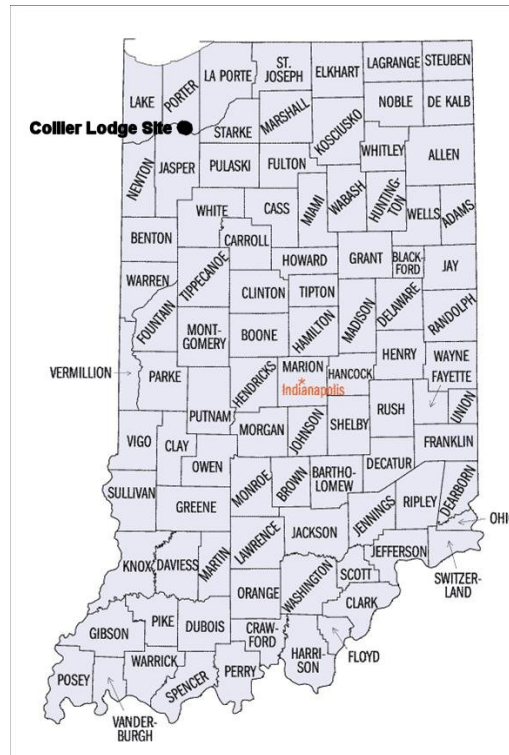 LAKE
PORTER
LA PORTE
ST.
JOSEPH
ELKHART
LAGRANGE
STEUBEN
NOBLE
DE KALB
Collier Lodge Site
STARKE
MARSHALL
KOSCIUSKO
WHITLEY
ALLEN
NEWTON
JASPER
PULASKI
FULTON
MIAMI
WABASH
HUNTING-
TON
WELLS
ADAMS
WHITE
CASS
BENTON
CARROLL
HOWARD
GRANT
BLACK-
FORD
JAY
WARREN
TIPPECANOE
CLINTON
TIPTON
MADISON
DELAWARE
RANDOLPH
FOUNTAIN
MONT-
GOMERY
BOONE
HAMILTON
HENRY
WAYNE
VERMILLION
PARKE
HENDRICKS
MARION
Indianapolis
HANCOCK
FAYETTE
UNION
PUTNAM
MORGAN
JOHNSON
SHELBY
RUSH
VIGO
CLAY
OWEN
FRANKLIN
DECATUR
SULLIVAN
GREENE
MONROE
BROWN
BARTHO-
LOMEW
JENNINGS
RIPLEY
DEARBORN
OHIO
KNOX
DAVIESS
MARTIN
LAWRENCE
JACKSON
JEFFERSON
SWITZER-
LAND
ORANGE
WASHINGTON
SCOTT
CLARK
GIBSON
PIKE
DUBOIS
CRAW-
FORD
HARRI-
SON
FLOYD
POSEY
WARRICK
SPENCER
PERRY
VANDER-
BURGH